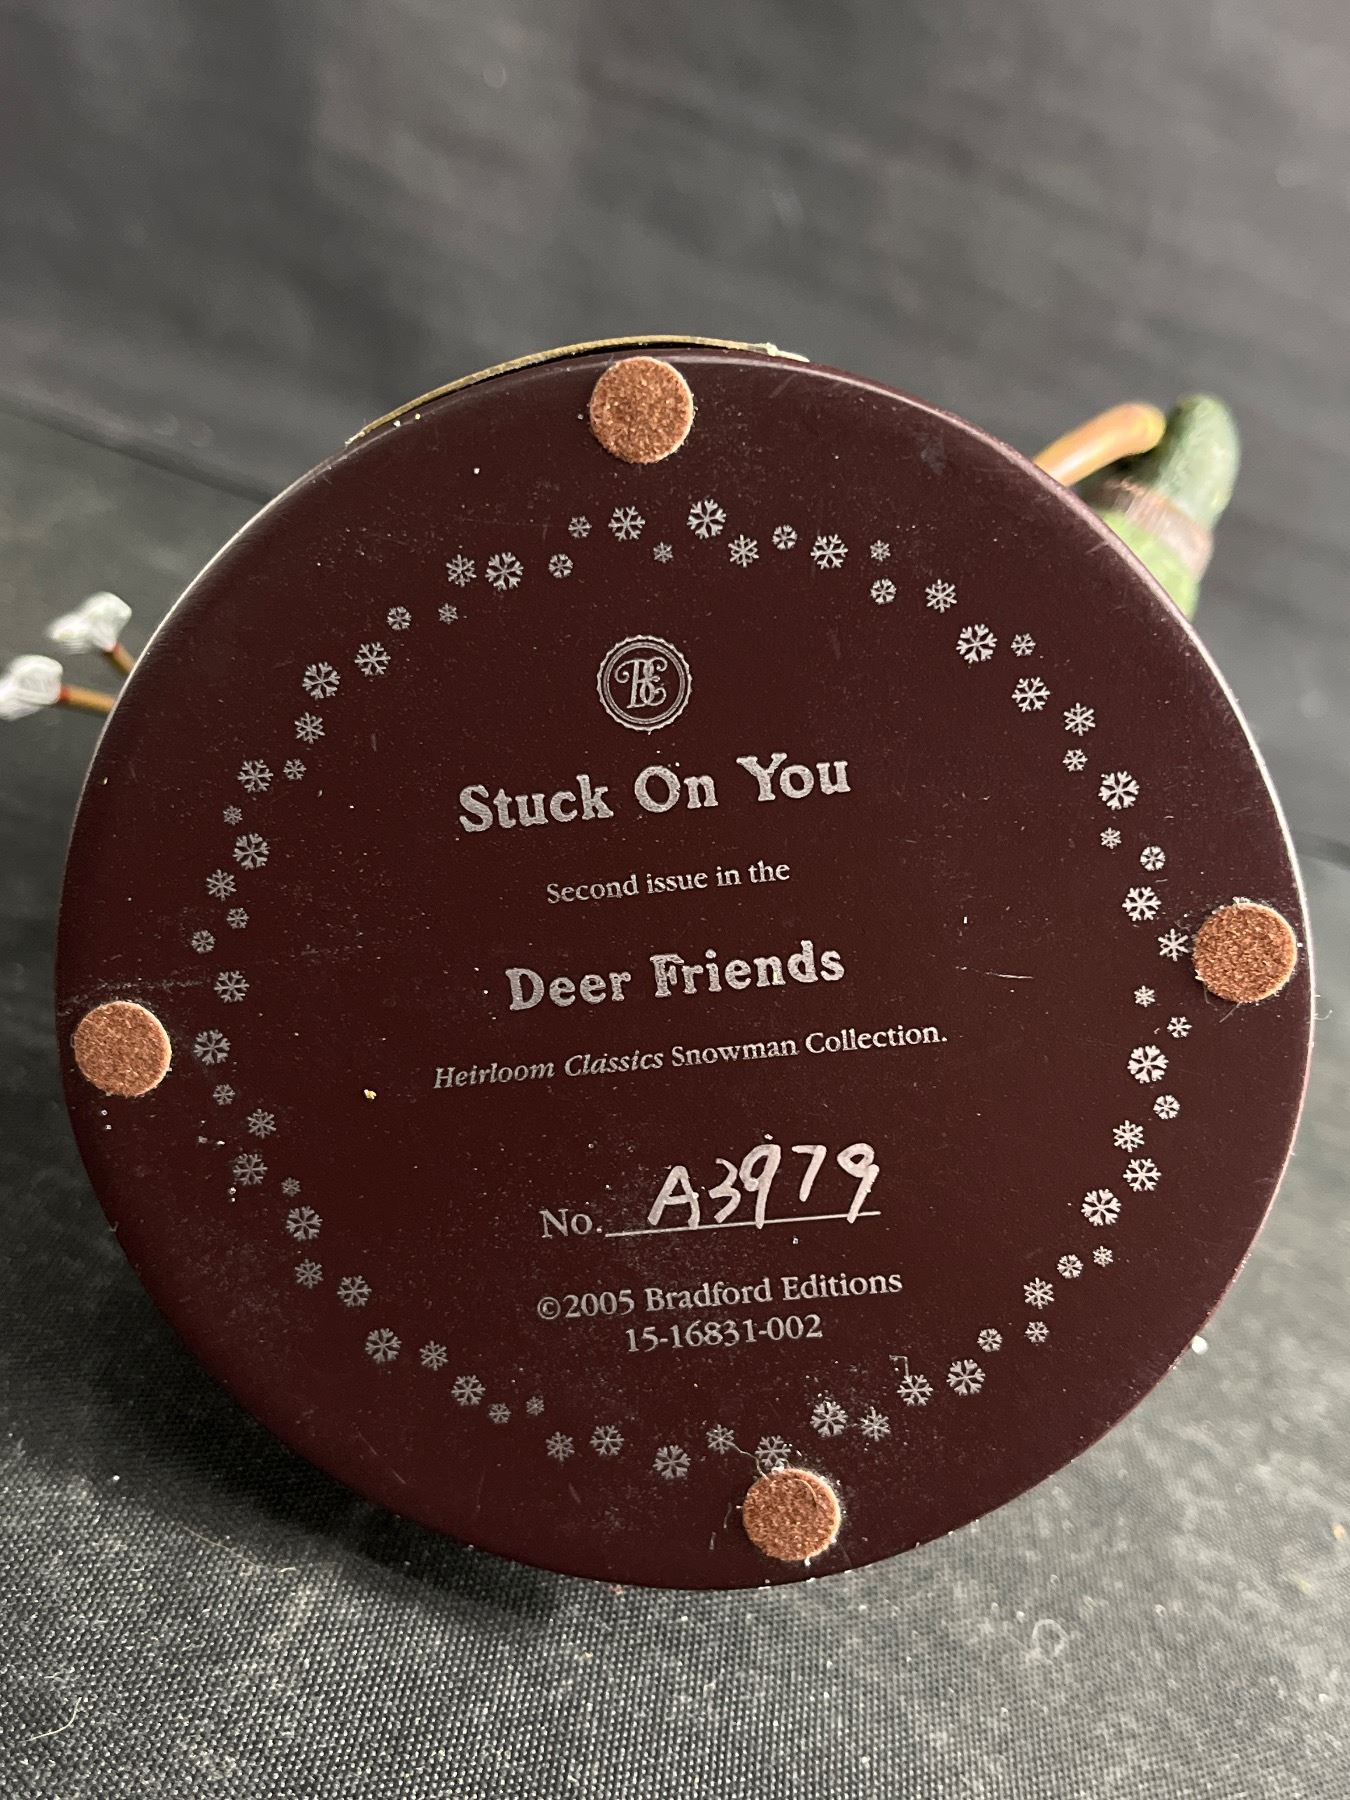 BE
Stuck On You
Second issue in the
Deer Friends
Heirloom Classics Snowman Collection.
No. A3979
©2005 Bradford Editions
15-16831-002